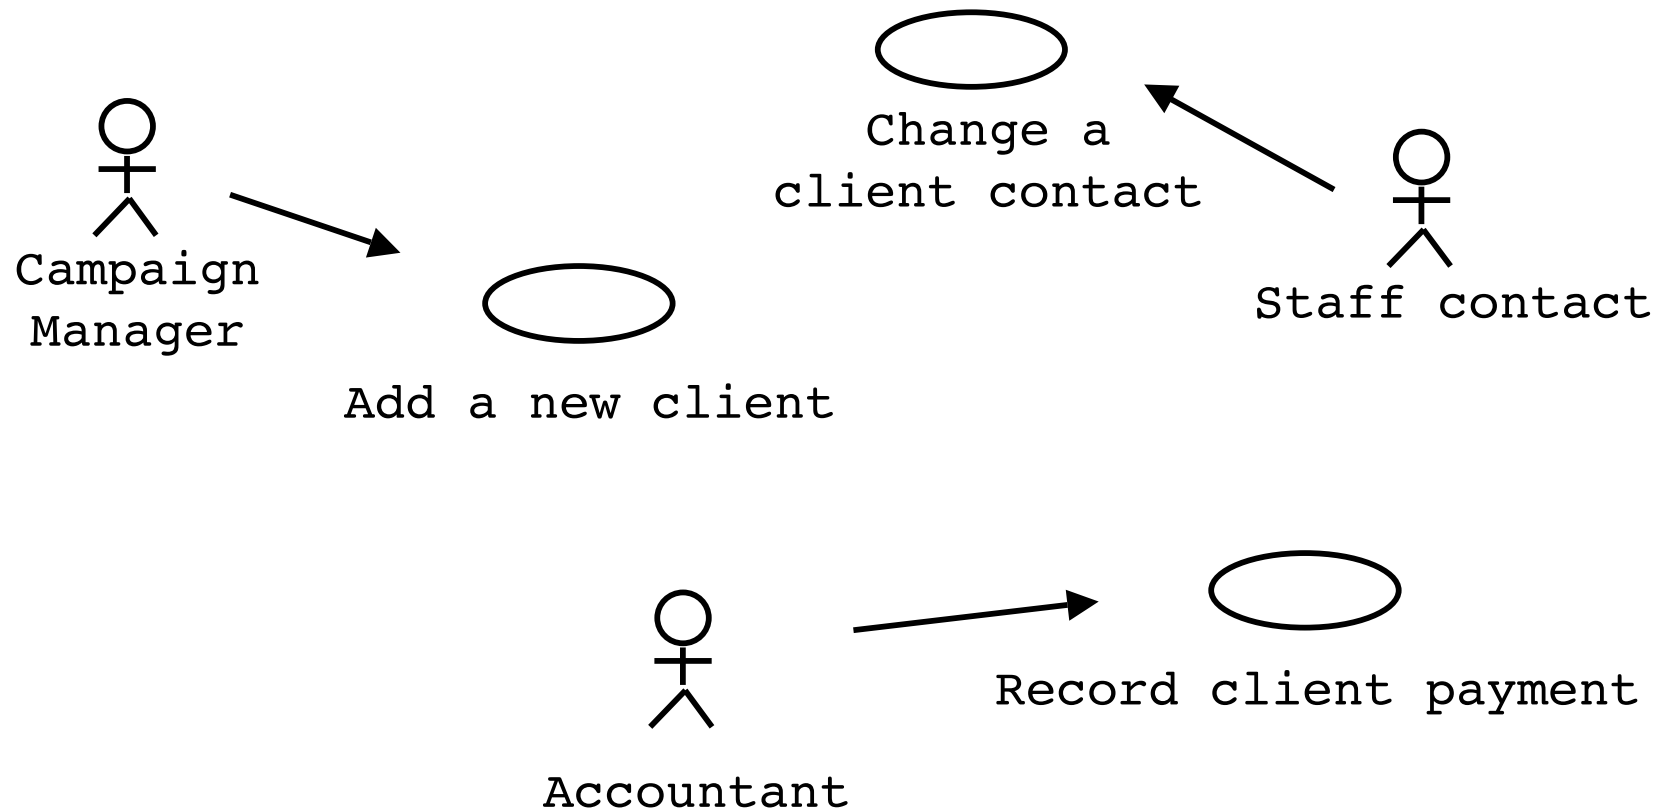 Change a
client contact
Campaign
Manager
Staff contact
Add a new client
Record client payment
Accountant